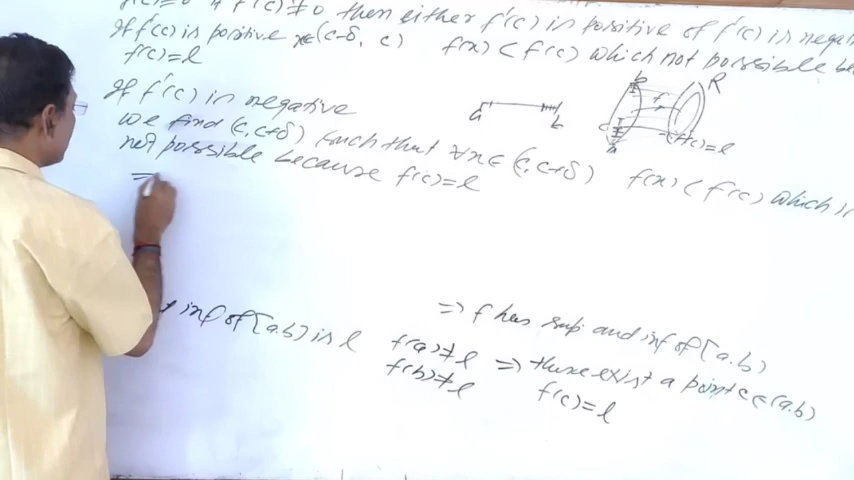 f'(c) ≠ 0 then either f'(c) is positive of f'(c) is negat
If f'(c) is positive x∈(c-δ, c) f(x) < f(c) which not possible be
f(c)=l
If f'(c) is negative
we find (c, c+δ) such that ∀x∈(c, c+δ) f(x) < f(c) which is
not possible because f(c)=l
=>
a b
b R
c f(c)=l
a
=> f has sup and inf of [a.b]
inf of [a.b] is l
f(a)≠l => there exist a point c∈(a.b)
f(b)≠l f(c)=l